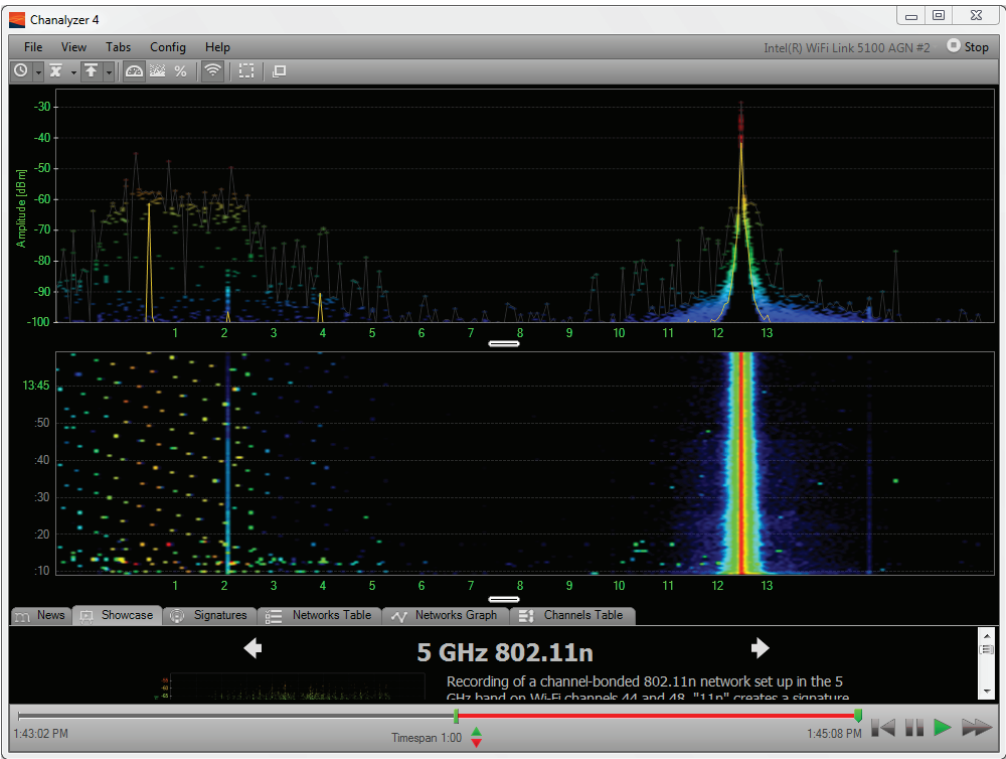 Chanalyzer 4
File View Tabs Config Help Intel(R) WiFi Link 5100 AGN #2 Stop
%
Amplitude [dBm]
-30
-40
-50
-60
-70
-80
-90
-100
1 2 3 4 5 6 7 8 9 10 11 12 13
13:45
:50
:40
:30
:20
:10
1 2 3 4 5 6 7 8 9 10 11 12 13
News Showcase Signatures Networks Table Networks Graph Channels Table
5 GHz 802.11n
Recording of a channel-bonded 802.11n network set up in the 5
GHz band on Wi-Fi channels 44 and 48. "11n" creates a signature
1:43:02 PM Timespan 1:00 1:45:08 PM